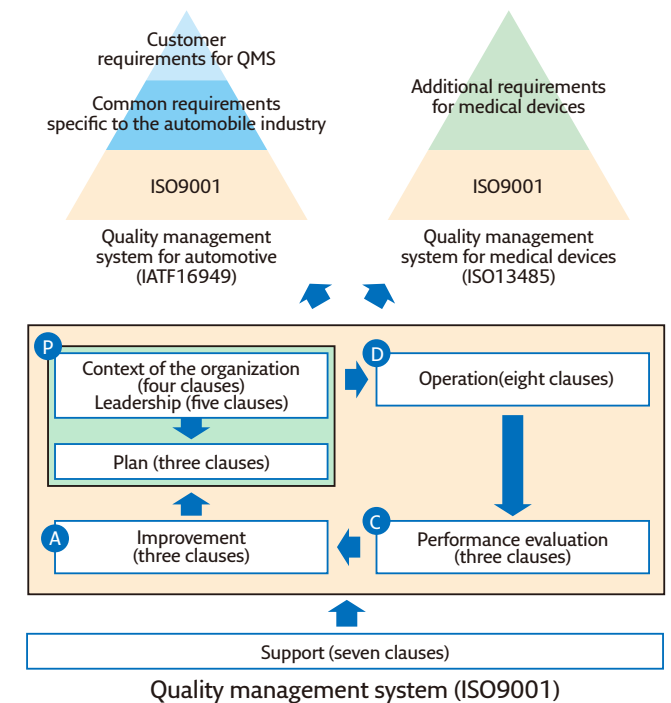 Customer
requirements for QMS
Common requirements
specific to the automobile industry
ISO9001
Quality management
system for automotive
(IATF16949)
Additional requirements
for medical devices
ISO9001
Quality management
system for medical devices
(ISO13485)
P
Context of the organization
(four clauses)
Leadership (five clauses)
Plan (three clauses)
D
Operation(eight clauses)
A
Improvement
(three clauses)
C
Performance evaluation
(three clauses)
Support (seven clauses)
Quality management system (ISO9001)